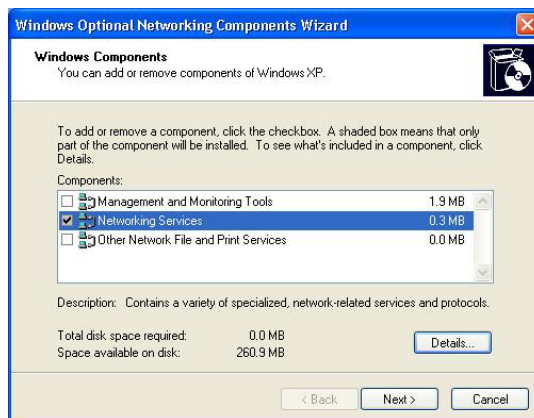 Windows Optional Networking Components Wizard
Windows Components
You can add or remove components of Windows XP.
To add or remove a component, click the checkbox. A shaded box means that only
part of the component will be installed. To see what's included in a component, click
Details.
Components:
Management and Monitoring Tools 1.9 MB
Networking Services 0.3 MB
Other Network File and Print Services 0.0 MB
Description: Contains a variety of specialized, network-related services and protocols.
Total disk space required: 0.0 MB
Space available on disk: 260.9 MB
Details...
< Back Next > Cancel